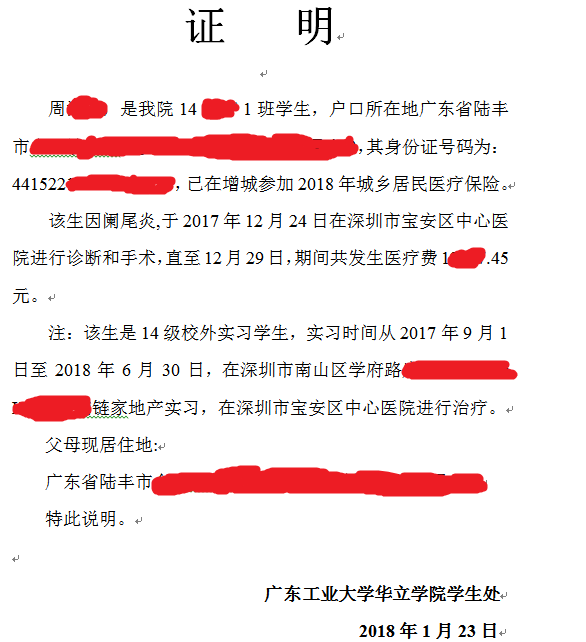 证 明
周 是我院 14 1 班学生，户口所在地广东省陆丰
市 ,其身份证号码为：
441522 ，已在增城参加 2018 年城乡居民医疗保险。
该生因阑尾炎,于 2017 年 12 月 24 日在深圳市宝安区中心医
院进行诊断和手术，直至 12 月 29 日，期间共发生医疗费 1 .45
元。
注：该生是 14 级校外实习学生，实习时间从 2017 年 9 月 1
日至 2018 年 6 月 30 日，在深圳市南山区学府路
链家地产实习，在深圳市宝安区中心医院进行治疗。
父母现居住地:
广东省陆丰市
特此说明。
广东工业大学华立学院学生处
2018 年 1 月 23 日